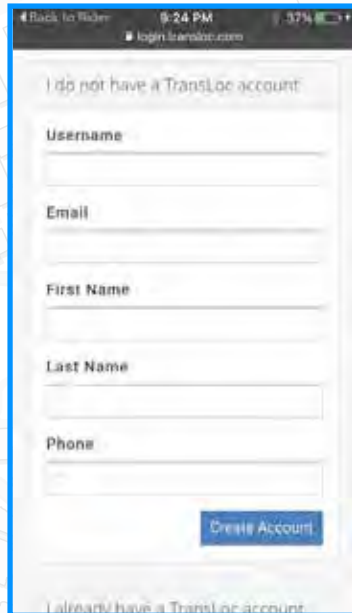 Back to Rider 9:24 PM 37%
login.transloc.com
I do not have a TransLoc account
Username
Email
First Name
Last Name
Phone
Create Account
I already have a TransLoc account